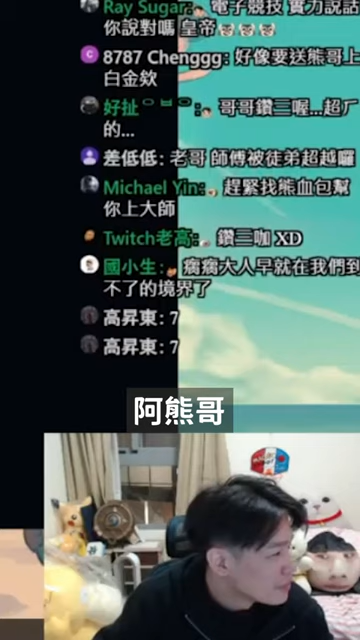 Ray Sugar: 電子競技 實力說話
你說對嗎 皇帝
8787 Chenggg: 好像要送熊哥上
白金欸
好扯: 哥哥鑽三喔...超ㄏ
的...
差低低: 老哥 師傅被徒弟超越囉
Michael Yin: 趕緊找熊血包幫
你上大師
Twitch老高: 鑽三咖 XD
國小生: 癘癘大人早就在我們到
不了的境界了
高昇東: 7
高昇東: 7
阿熊哥